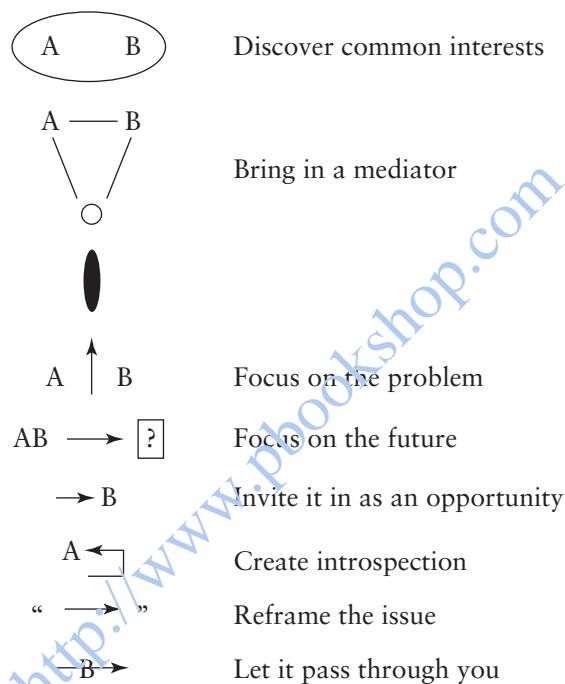 A B Discover common interests
A B
Bring in a mediator
A B Focus on the problem
AB ? Focus on the future
B Invite it in as an opportunity
A Create introspection
“ ” Reframe the issue
B Let it pass through you
http://www.pbookshop.com